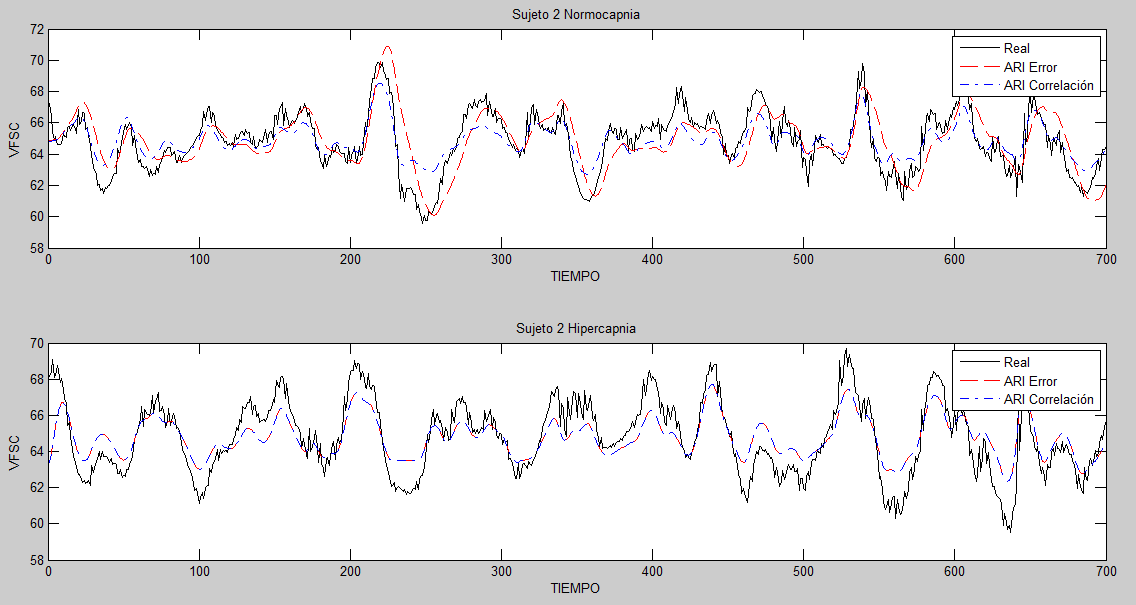 Sujeto 2 Normocapnia
72
70
68
66
64
62
60
58
VFSC
Real
ARI Error
ARI Correlación
0 100 200 300 400 500 600 700
TIEMPO
Sujeto 2 Hipercapnia
70
68
66
64
62
60
58
VFSC
Real
ARI Error
ARI Correlación
0 100 200 300 400 500 600 700
TIEMPO